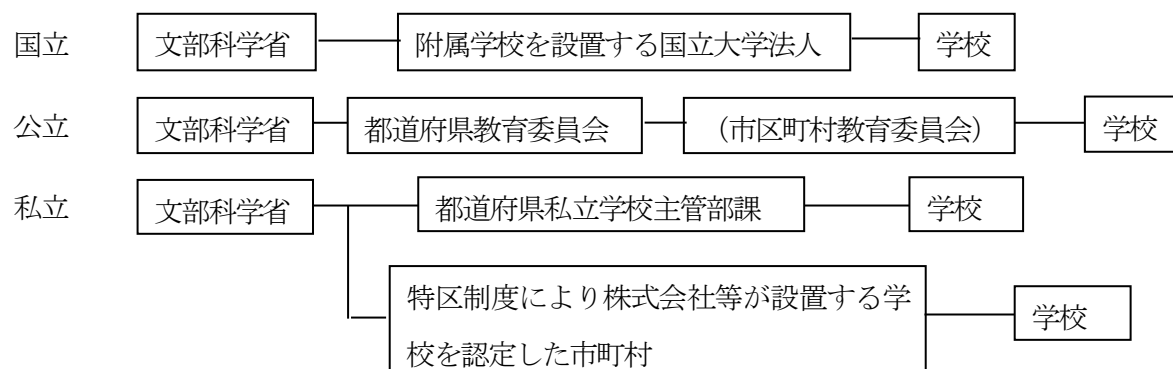 国立 文部科学省 附属学校を設置する国立大学法人 学校
公立 文部科学省 都道府県教育委員会 (市区町村教育委員会) 学校
私立 文部科学省 都道府県私立学校主管部課 学校
特区制度により株式会社等が設置する学
校を認定した市町村
学校